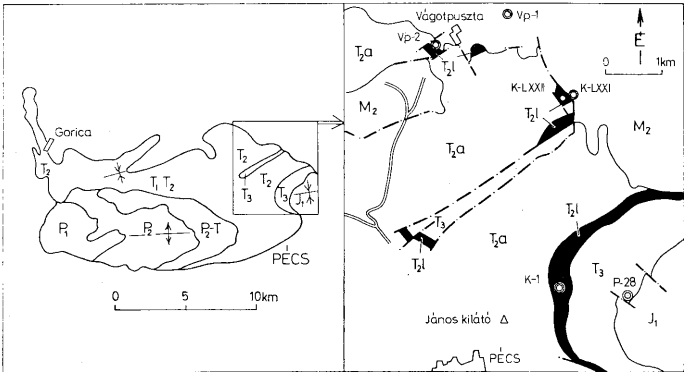 Gorica
T₂
T₁ T₂
P₁
P₂
P₂-T
T₂
T₃
T₂
T₃
J₁
PÉCS
0 5 10km
Vágotpuszta
Vp-1
Vp-2
T₂a
T₂l
É
0 1km
K-LXXII
K-LXXI
T₂l
M₂
M₂
T₂a
T₃
T₂l
T₂a
T₂l
T₃
K-1
P-28
J₁
János kilátó
PÉCS